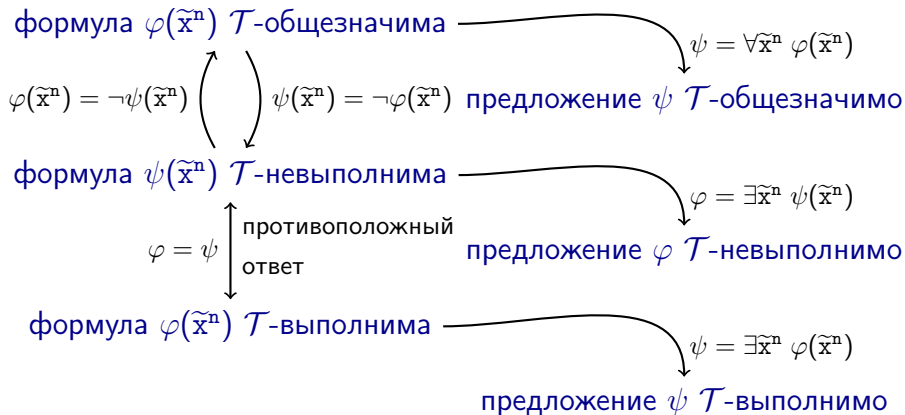 формула φ(x̃ⁿ) 𝒯-общезначима
ψ = ∀x̃ⁿ φ(x̃ⁿ)
φ(x̃ⁿ) = ¬ψ(x̃ⁿ) ψ(x̃ⁿ) = ¬φ(x̃ⁿ)
предложение ψ 𝒯-общезначимо
формула ψ(x̃ⁿ) 𝒯-невыполнима
φ = ∃x̃ⁿ ψ(x̃ⁿ)
φ = ψ
противоположный
ответ
предложение φ 𝒯-невыполнимо
формула φ(x̃ⁿ) 𝒯-выполнима
ψ = ∃x̃ⁿ φ(x̃ⁿ)
предложение ψ 𝒯-выполнимо